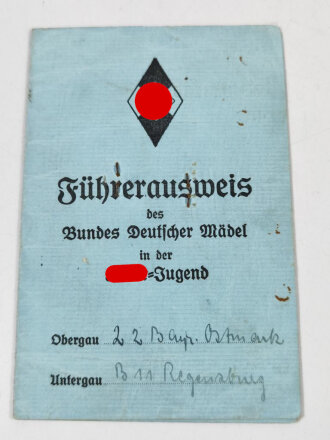 Führerausweis
des
Bundes Deutscher Mädel
in der
=Jugend
Obergau 22 Bayr. Ostmark
Untergau B 11 Regensburg